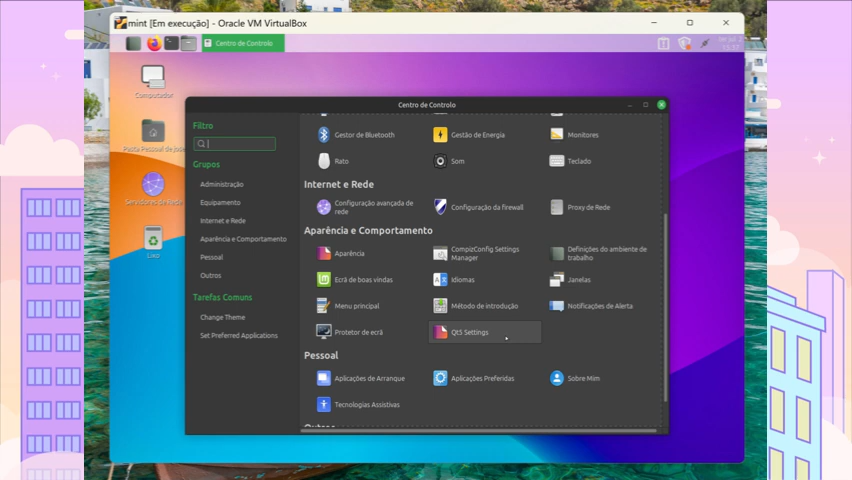 mint [Em execução] - Oracle VM VirtualBox
Centro de Controlo
Computador
Servidores de Rede
Lixo
Centro de Controlo
Filtro
Grupos
Administração
Equipamento
Internet e Rede
Aparência e Comportamento
Pessoal
Outros
Tarefas Comuns
Change Theme
Set Preferred Applications
Gestor de Bluetooth
Gestão de Energia
Monitores
Rato
Som
Teclado
Internet e Rede
Configuração avançada de
rede
Configuração da firewall
Proxy de Rede
Aparência e Comportamento
Aparência
CompizConfig Settings
Manager
Definições do ambiente de
trabalho
Ecrã de boas vindas
Idiomas
Janelas
Menu principal
Método de introdução
Notificações de Alerta
Protetor de ecrã
Qt5 Settings
Pessoal
Aplicações de Arranque
Aplicações Preferidas
Sobre Mim
Tecnologias Assistivas